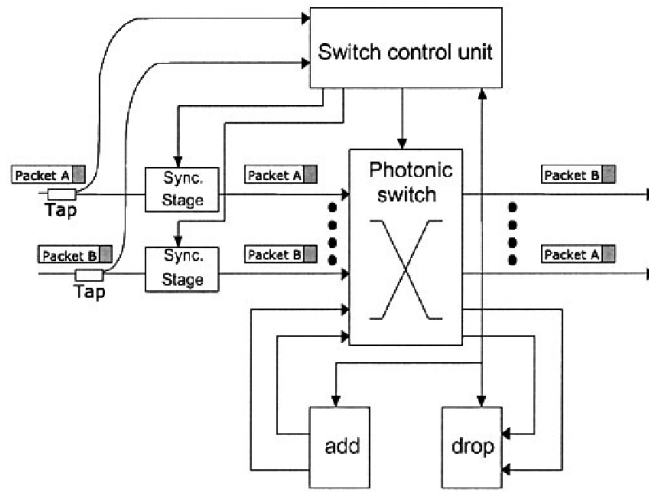 Switch control unit
Packet A
Tap
Sync.
Stage
Packet A
Photonic
switch
Packet B
Packet B
Tap
Sync.
Stage
Packet B
Packet A
add
drop